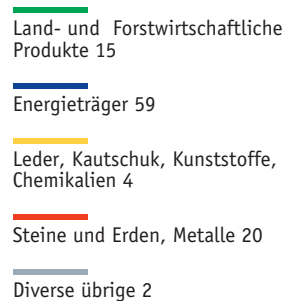 Land- und Forstwirtschaftliche
Produkte 15
Energieträger 59
Leder, Kautschuk, Kunststoffe,
Chemikalien 4
Steine und Erden, Metalle 20
Diverse übrige 2